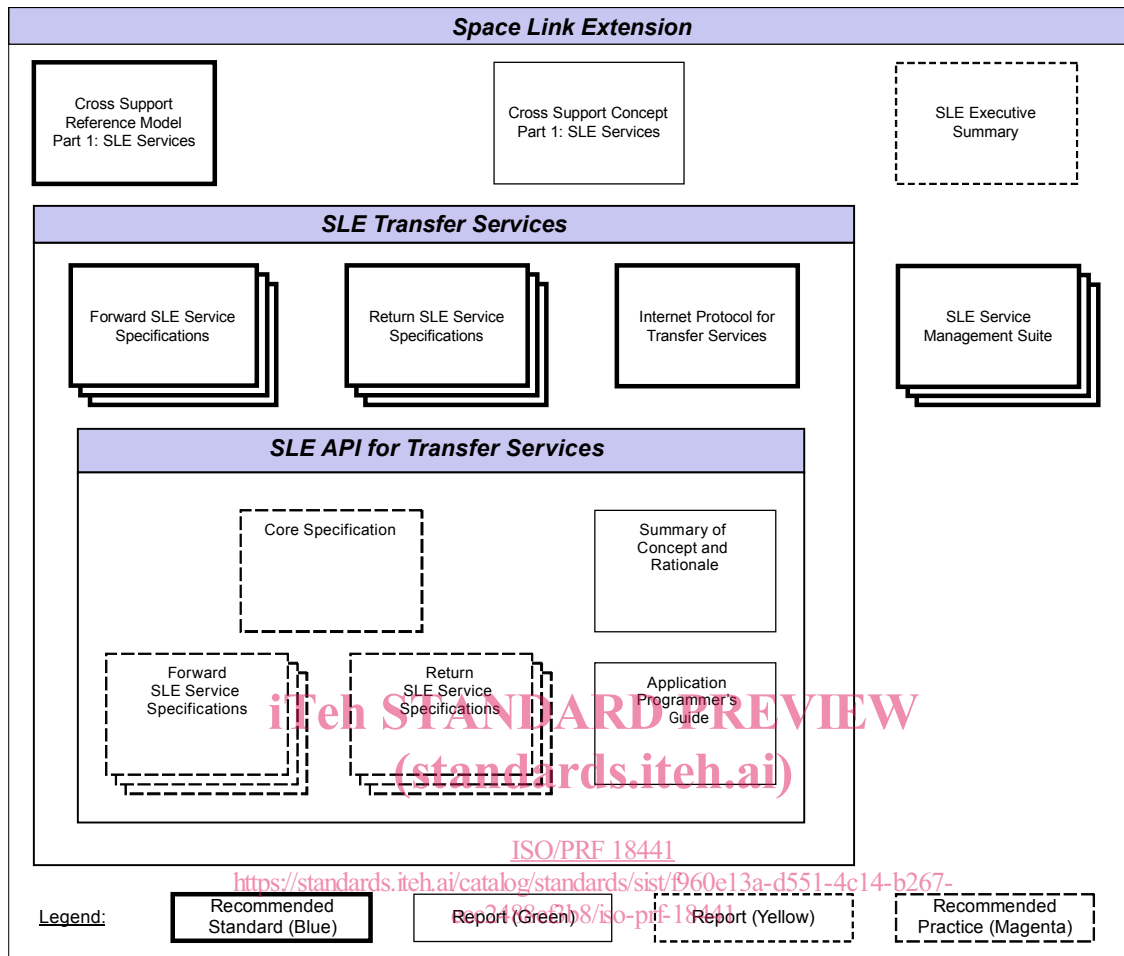 Space Link Extension
Cross Support
Reference Model
Part 1: SLE Services
Cross Support Concept
Part 1: SLE Services
SLE Executive
Summary
SLE Transfer Services
Forward SLE Service
Specifications
Return SLE Service
Specifications
Internet Protocol for
Transfer Services
SLE Service
Management Suite
SLE API for Transfer Services
Core Specification
Summary of
Concept and
Rationale
Forward
SLE Service
Specifications
Return
SLE Service
Specifications
Application
Programmer's
Guide
iTeh STANDARD PREVIEW
(standards.iteh.ai)
ISO/PRF 18441
https://standards.iteh.ai/catalog/standards/sist/f960e13a-d551-4c14-b267-
Legend:
Recommended
Standard (Blue)
Report (Green)
Report (Yellow)
Recommended
Practice (Magenta)